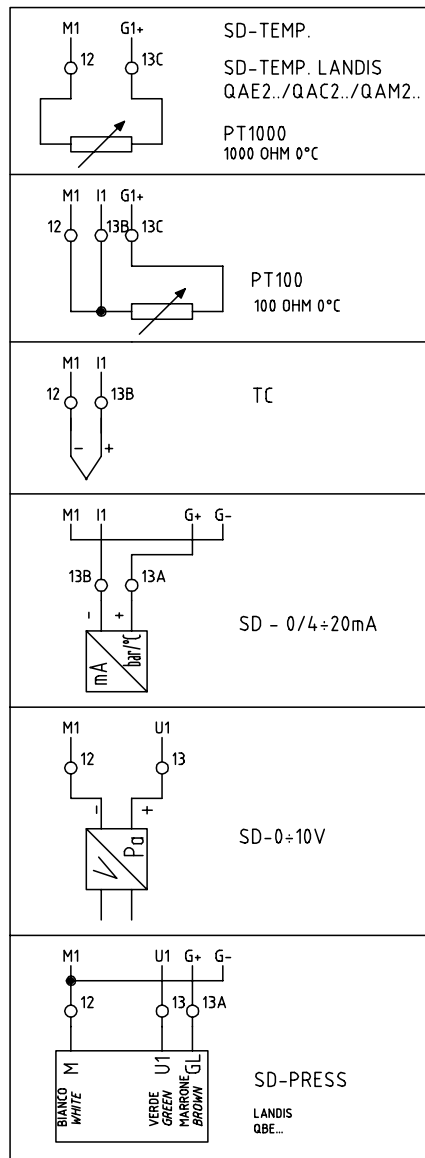 M1 G1+
12 13C
SD-TEMP.
SD-TEMP. LANDIS
QAE2../QAC2../QAM2..
PT1000
1000 OHM 0°C
M1 I1 G1+
12 13B 13C
PT100
100 OHM 0°C
M1 I1
12 13B
- +
TC
M1 I1 G+ G-
13B 13A
- +
mA bar/°C
SD - 0/4÷20mA
M1 U1
12 13
- +
V Pa
SD-0÷10V
M1 U1 G+ G-
12 13 13A
M U1 GL
BIANCO VERDE MARRONE
WHITE GREEN BROWN
SD-PRESS
LANDIS
QBE...